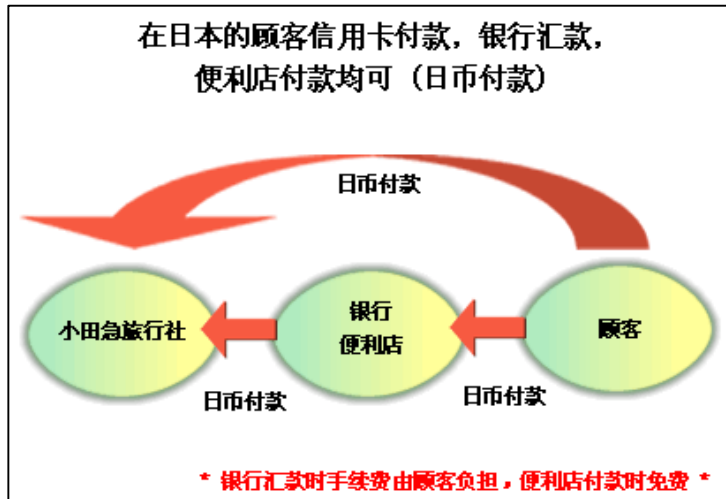 在日本的顾客信用卡付款，银行汇款，
便利店付款均可（日币付款）
日币付款
小田急旅行社
银行
便利店
顾客
日币付款
日币付款
* 银行汇款时手续费由顾客负担，便利店付款时免费 *